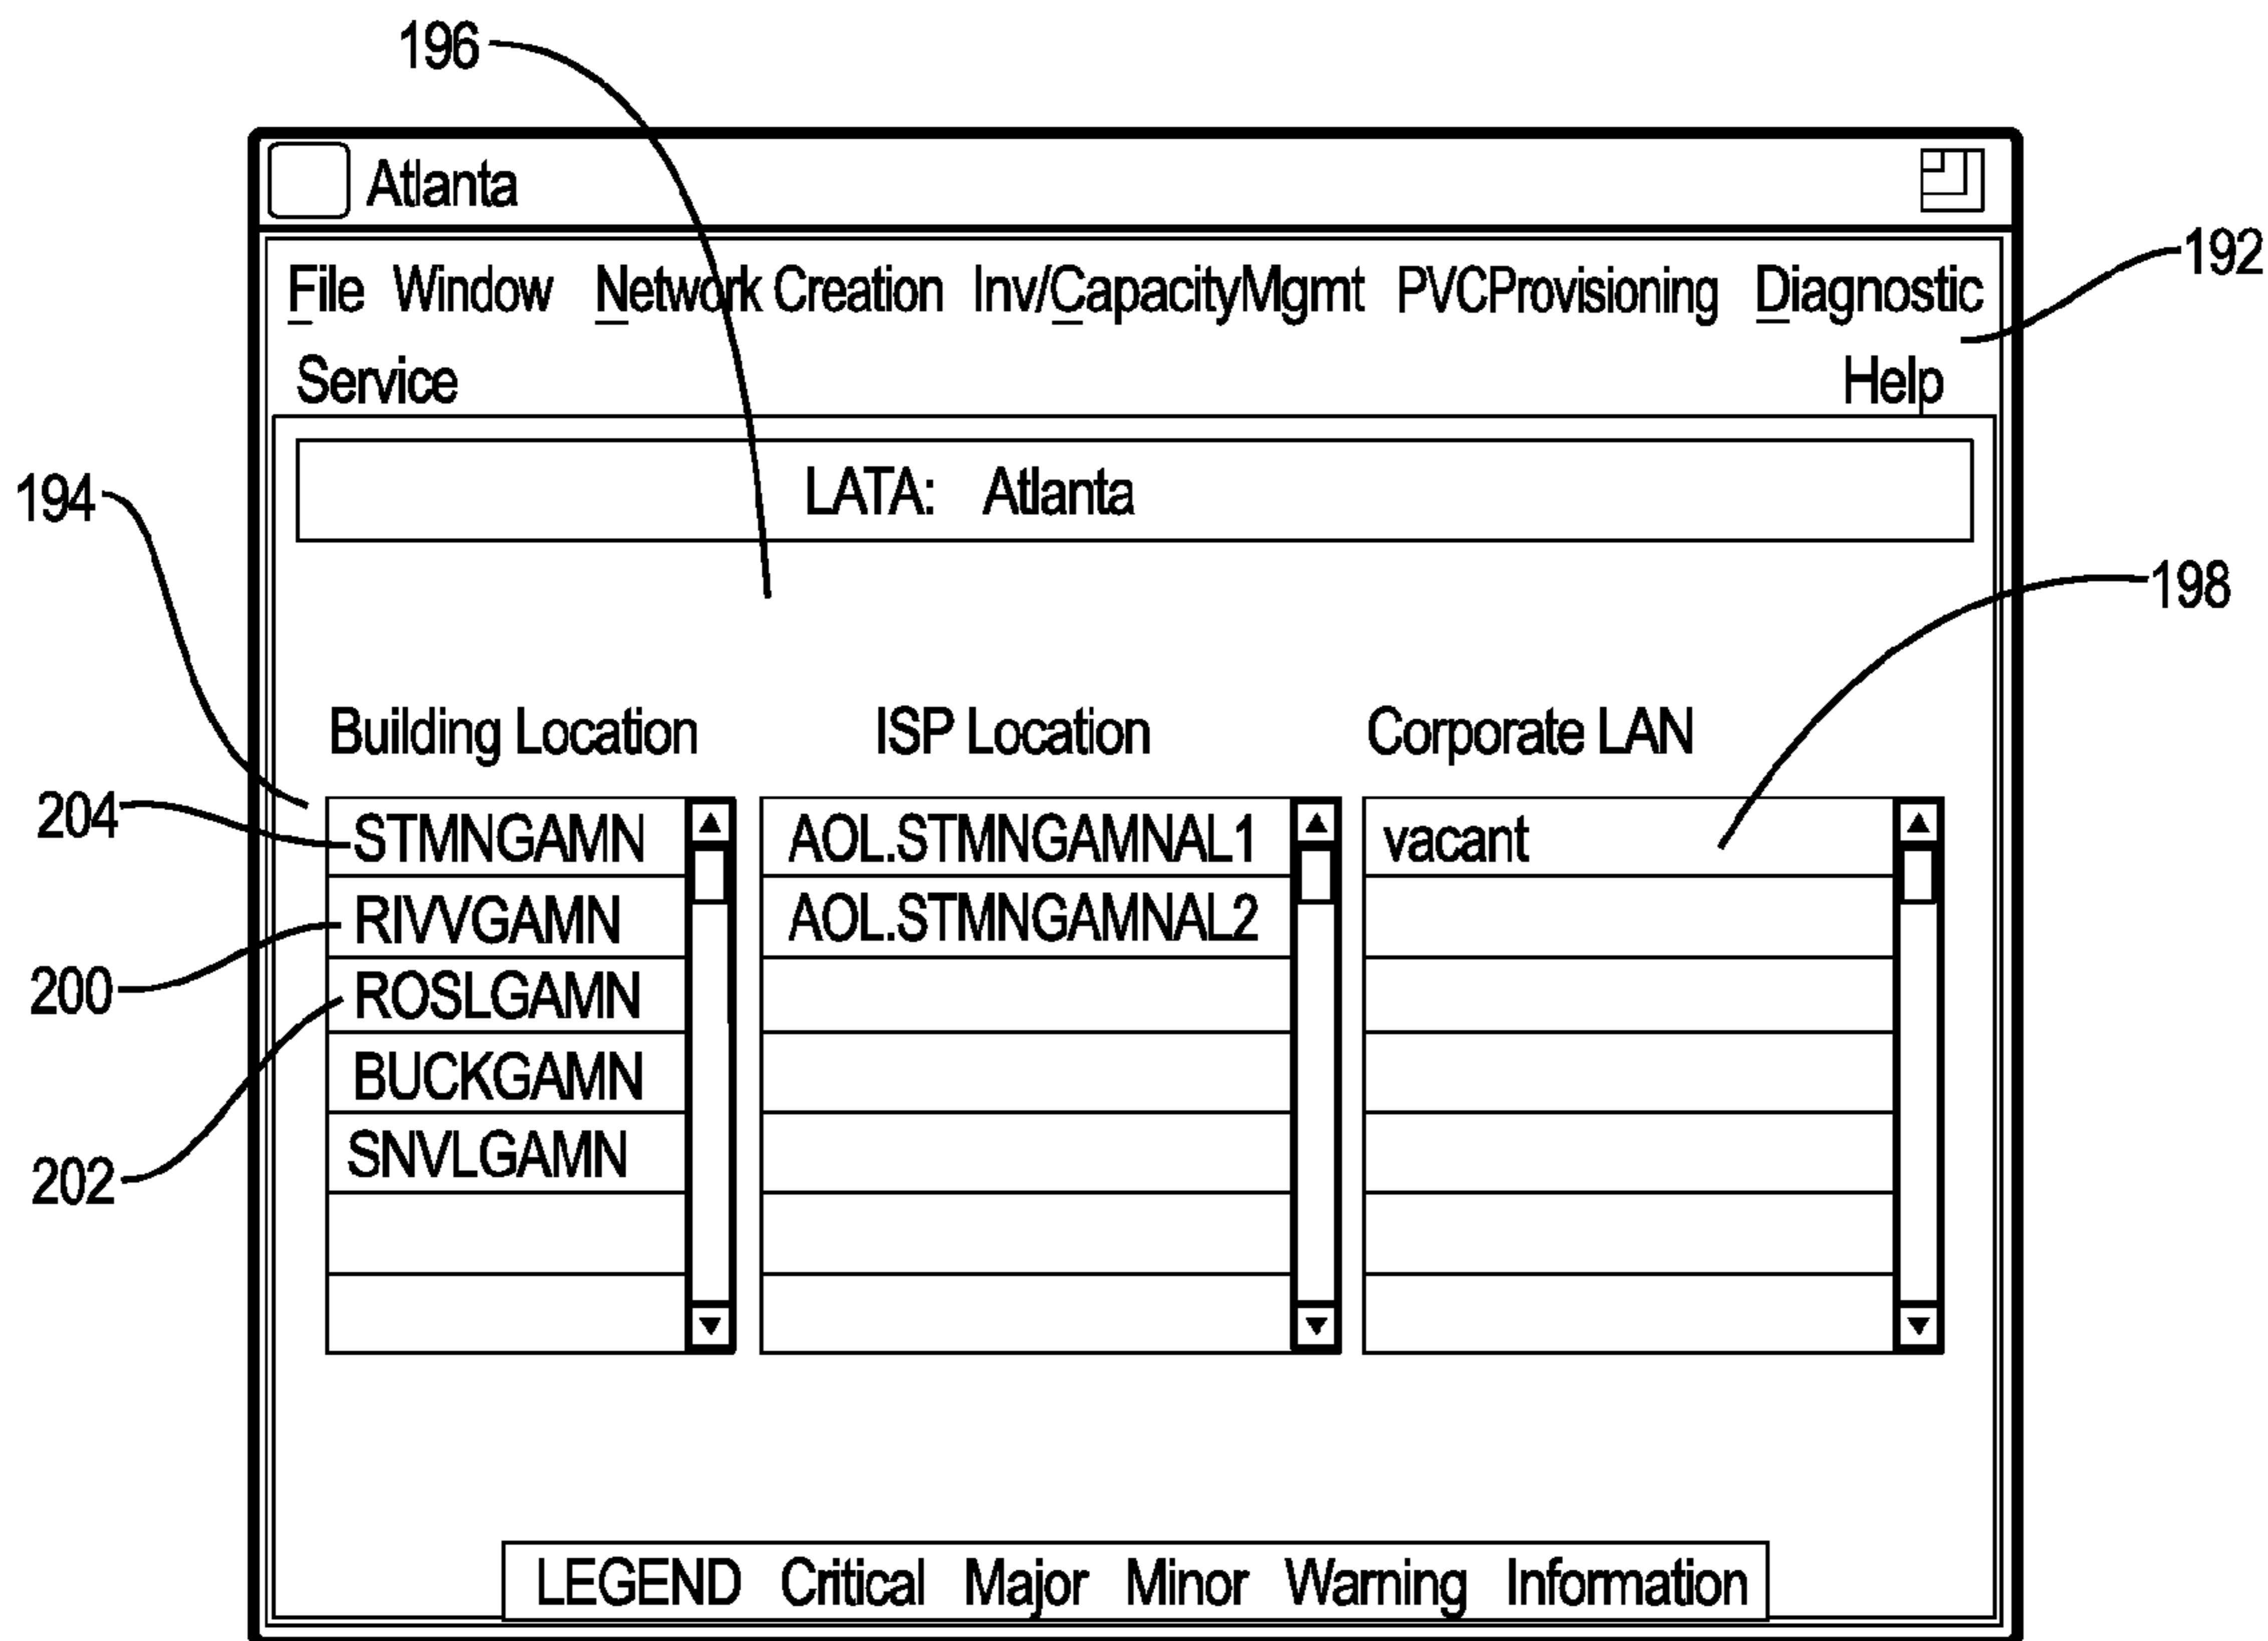 196
Atlanta
192
File Window Network Creation Inv/CapacityMgmt PVCProvisioning Diagnostic
Service Help
194
LATA: Atlanta
198
Building Location ISP Location Corporate LAN
204 STMNGAMN AOL.STMNGAMNAL1 vacant
200 RIVVGAMN AOL.STMNGAMNAL2
202 ROSLGAMN
BUCKGAMN
SNVLGAMN
LEGEND Critical Major Minor Warning Information